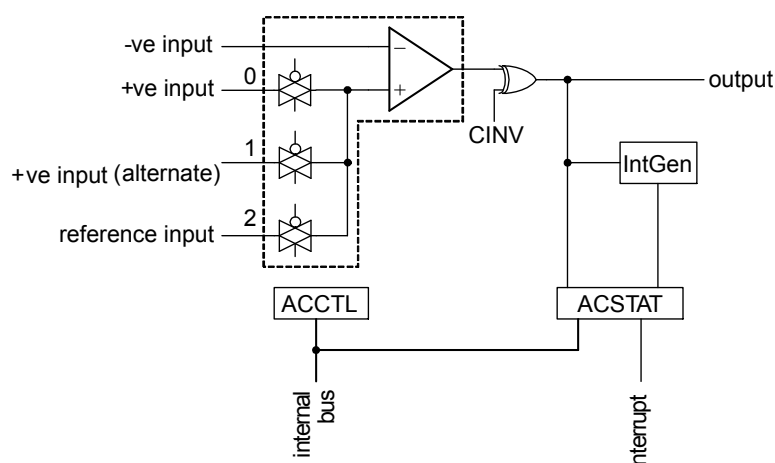 -ve input
−
0
+ve input
+
output
CINV
1
+ve input (alternate)
IntGen
2
reference input
ACCTL
ACSTAT
internal
bus
interrupt